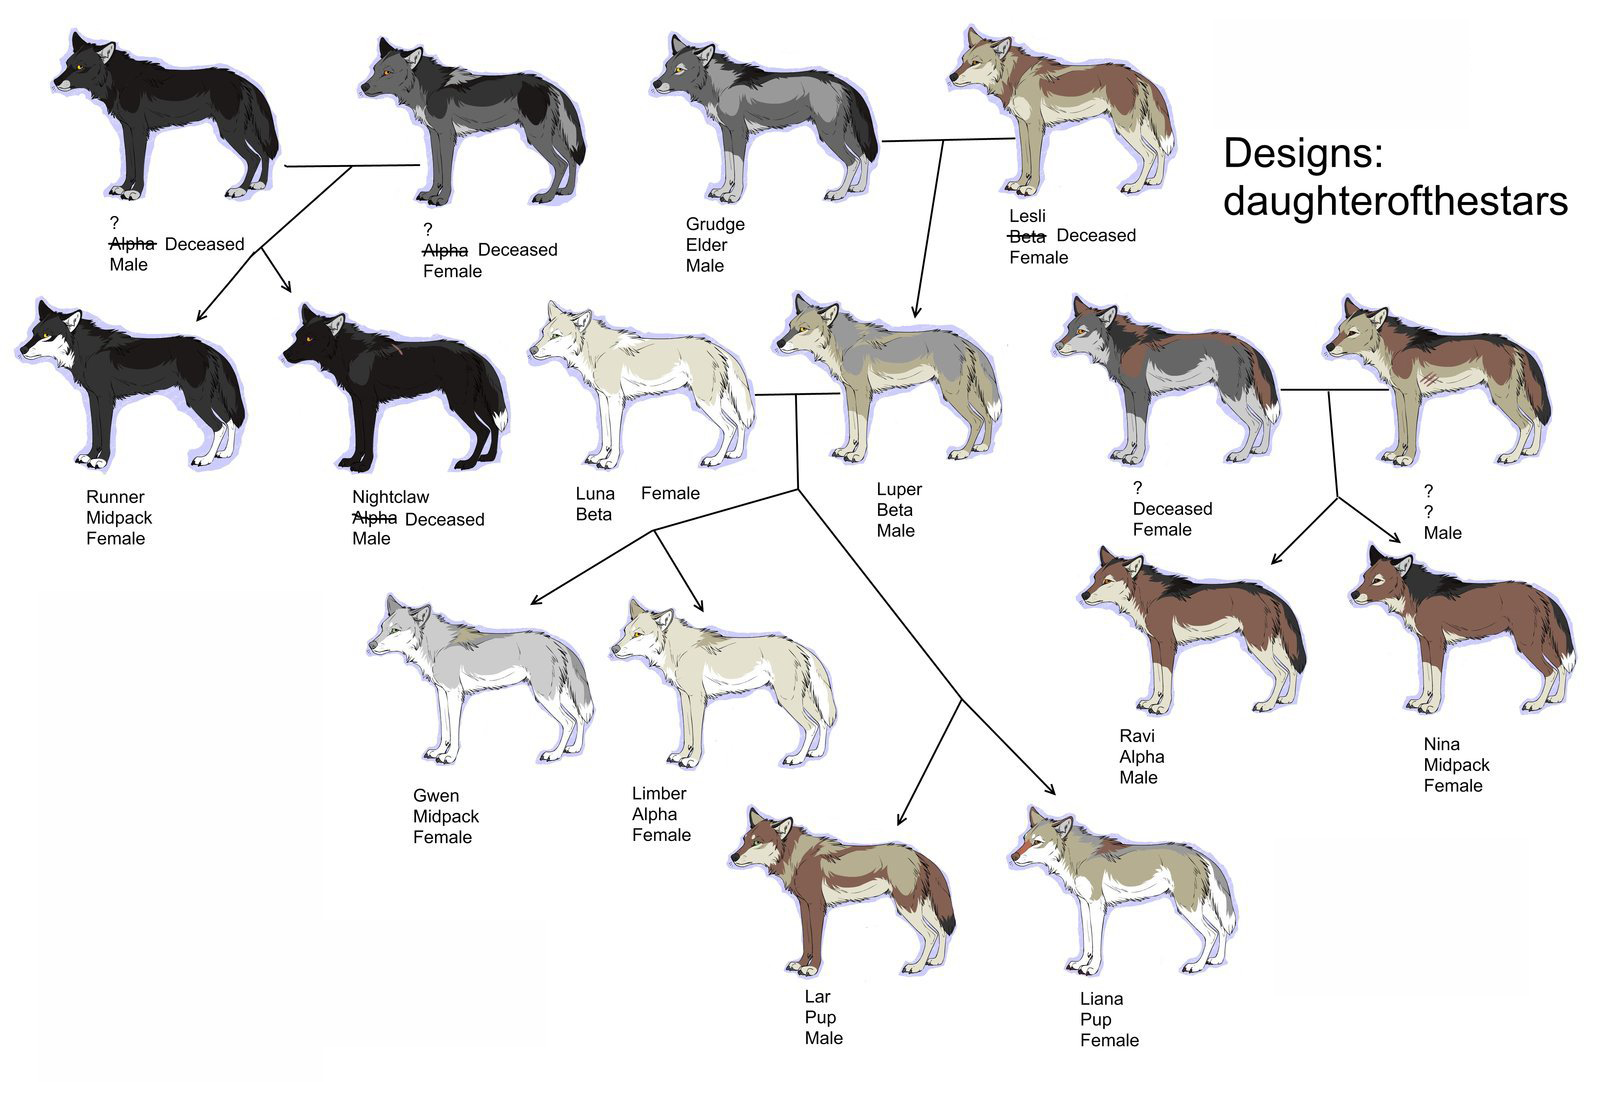 Designs:
daughterofthestars
?
Alpha Deceased
Male
?
Alpha Deceased
Female
Grudge
Elder
Male
Lesli
Beta Deceased
Female
Runner
Midpack
Female
Nightclaw
Alpha Deceased
Male
Luna Female
Beta
Luper
Beta
Male
?
Deceased
Female
?
?
Male
Gwen
Midpack
Female
Limber
Alpha
Female
Ravi
Alpha
Male
Nina
Midpack
Female
Lar
Pup
Male
Liana
Pup
Female